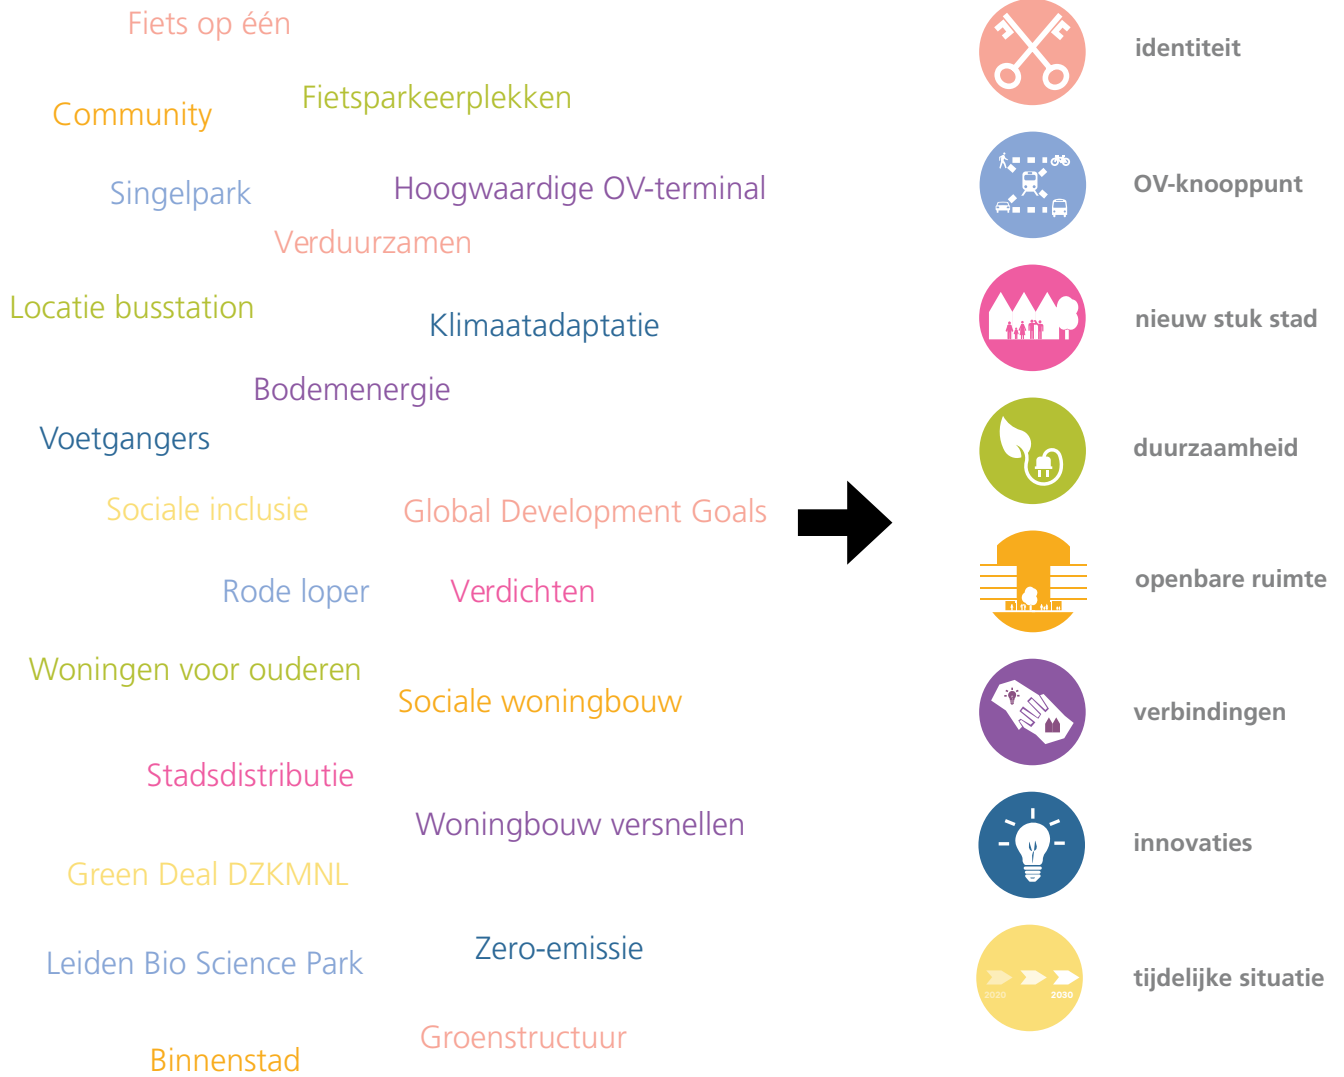 Fiets op één
Fietsparkeerplekken
Community
Singelpark
Hoogwaardige OV-terminal
Verduurzamen
Locatie busstation
Klimaatadaptatie
Bodemenergie
Voetgangers
Sociale inclusie
Global Development Goals
Rode loper
Verdichten
Woningen voor ouderen
Sociale woningbouw
Stadsdistributie
Woningbouw versnellen
Green Deal DZKMNL
Zero-emissie
Leiden Bio Science Park
Groenstructuur
Binnenstad
identiteit
OV-knooppunt
nieuw stuk stad
duurzaamheid
openbare ruimte
verbindingen
innovaties
tijdelijke situatie
2020
2030